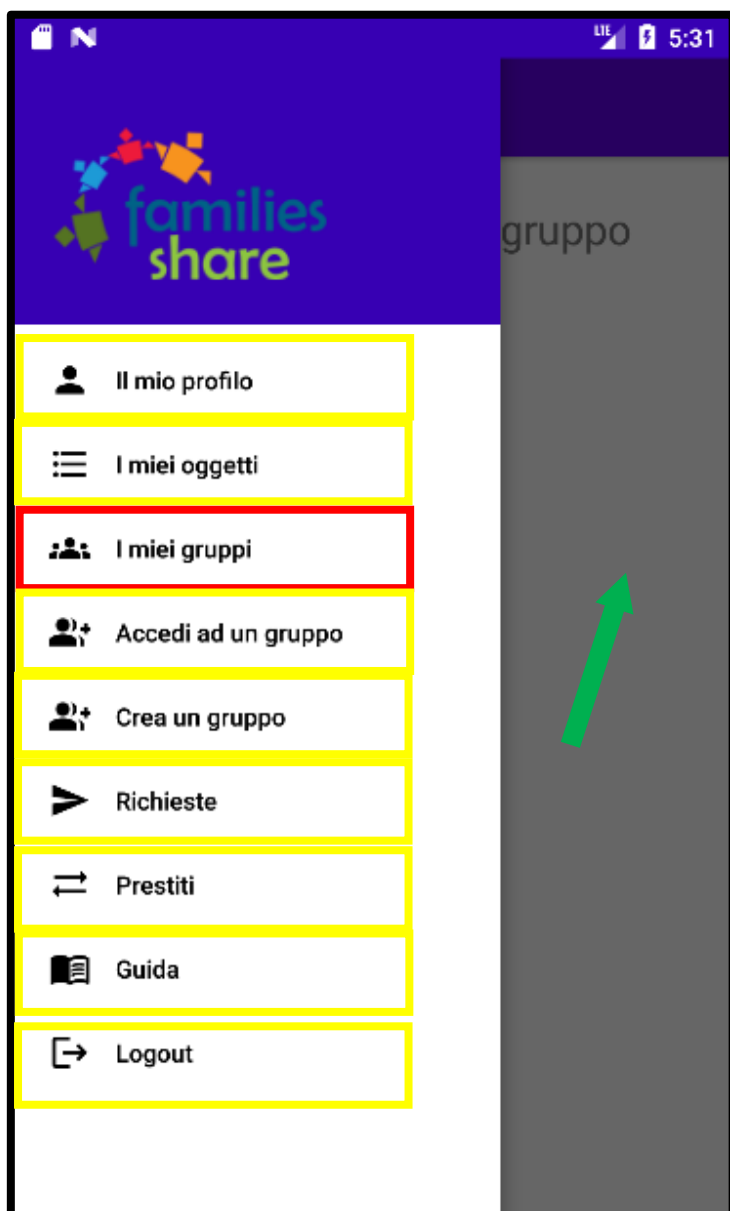 LTE 5:31
families
share
gruppo
Il mio profilo
I miei oggetti
I miei gruppi
Accedi ad un gruppo
Crea un gruppo
Richieste
Prestiti
Guida
Logout